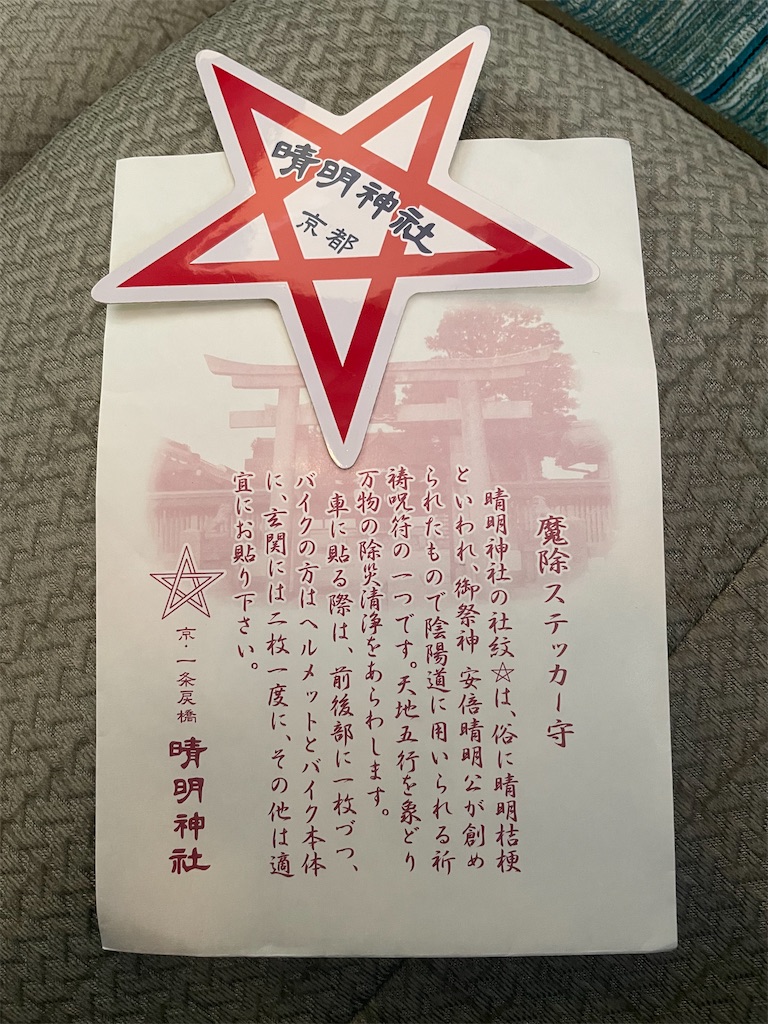 晴明神社
京都
魔除ステッカー守
晴明神社の社紋☆は、俗に晴明桔梗
といわれ、御祭神 安倍晴明公が創め
られたもので陰陽道に用いられる祈
祷呪符の一つです。天地五行を象どり
万物の除災清浄をあらわします。
車に貼る際は、前後部に一枚づつ、
バイクの方はヘルメットとバイク本体
に、玄関には二枚一度に、その他は適
宜にお貼り下さい。
京・一条戻橋
晴明神社